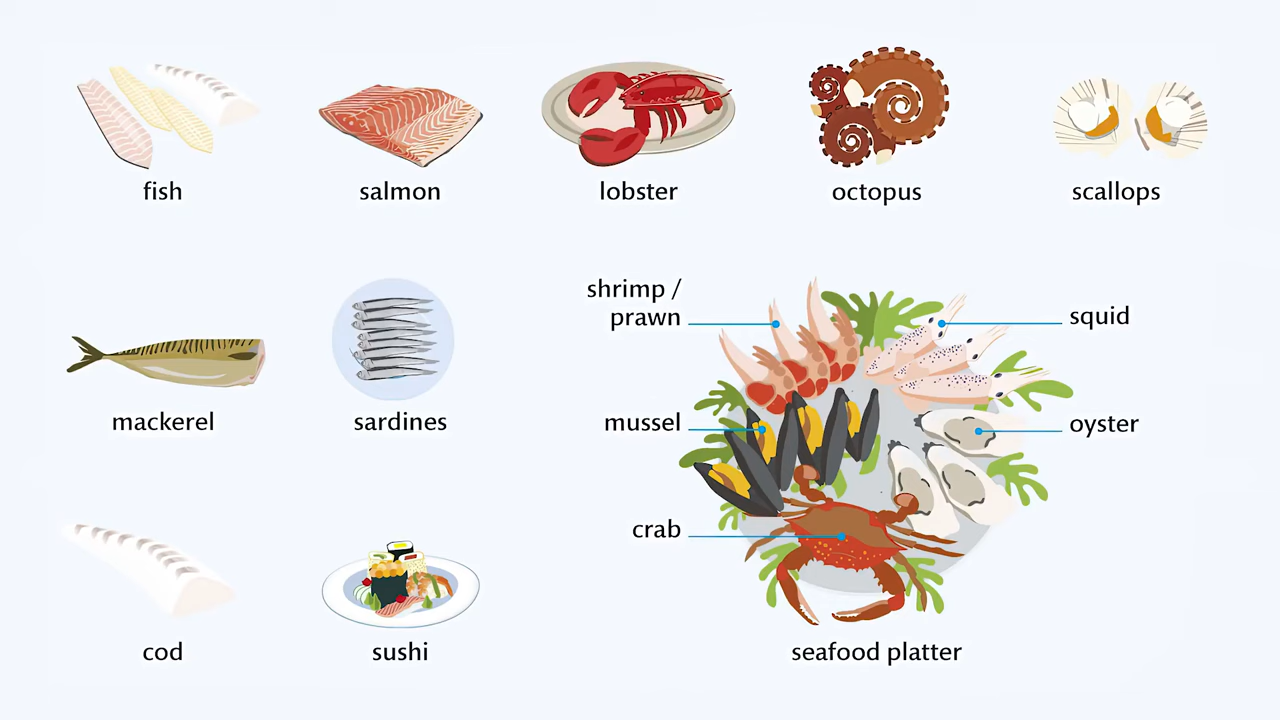 fish
salmon
lobster
octopus
scallops
mackerel
sardines
shrimp /
prawn
squid
mussel
oyster
crab
cod
sushi
seafood platter